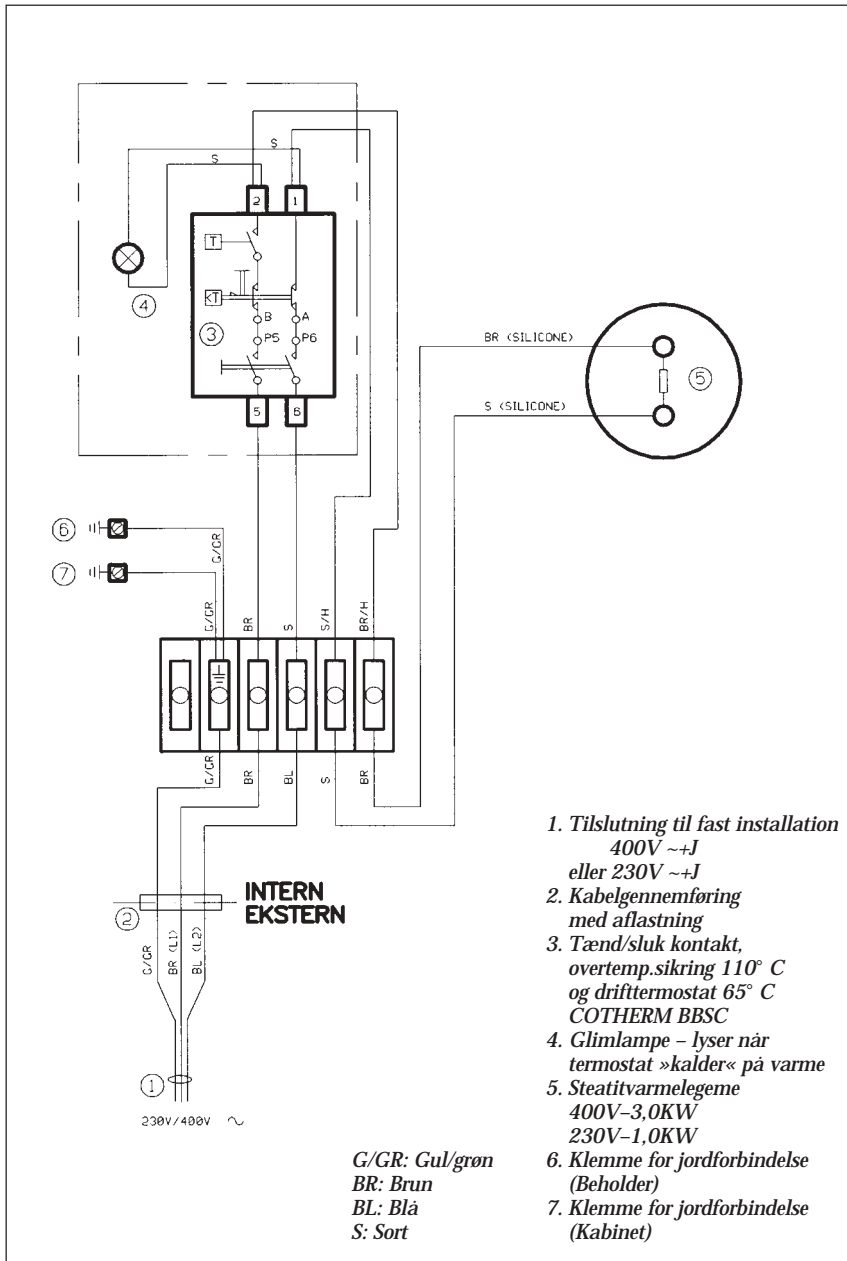 S
S
2 1
T
KT
4
3
B A
P5 P6
5 6
BR (SILICONE)
S (SILICONE)
5
6
7
G/GR
G/GR
BR
S
S/H
BR/H
G/GR
BR
BL
S
BR
INTERN
EKSTERN
2
G/GR
BR (L1)
BL (L2)
1
230V/400V ~
1. Tilslutning til fast installation
400V ~+J
eller 230V ~+J
2. Kabelgennemføring
med aflastning
3. Tænd/sluk kontakt,
overtemp.sikring 110° C
og drifttermostat 65° C
COTHERM BBSC
4. Glimlampe – lyser når
termostat »kalder« på varme
5. Steatitvarmelegeme
400V–3,0KW
230V–1,0KW
6. Klemme for jordforbindelse
(Beholder)
7. Klemme for jordforbindelse
(Kabinet)
G/GR: Gul/grøn
BR: Brun
BL: Blå
S: Sort